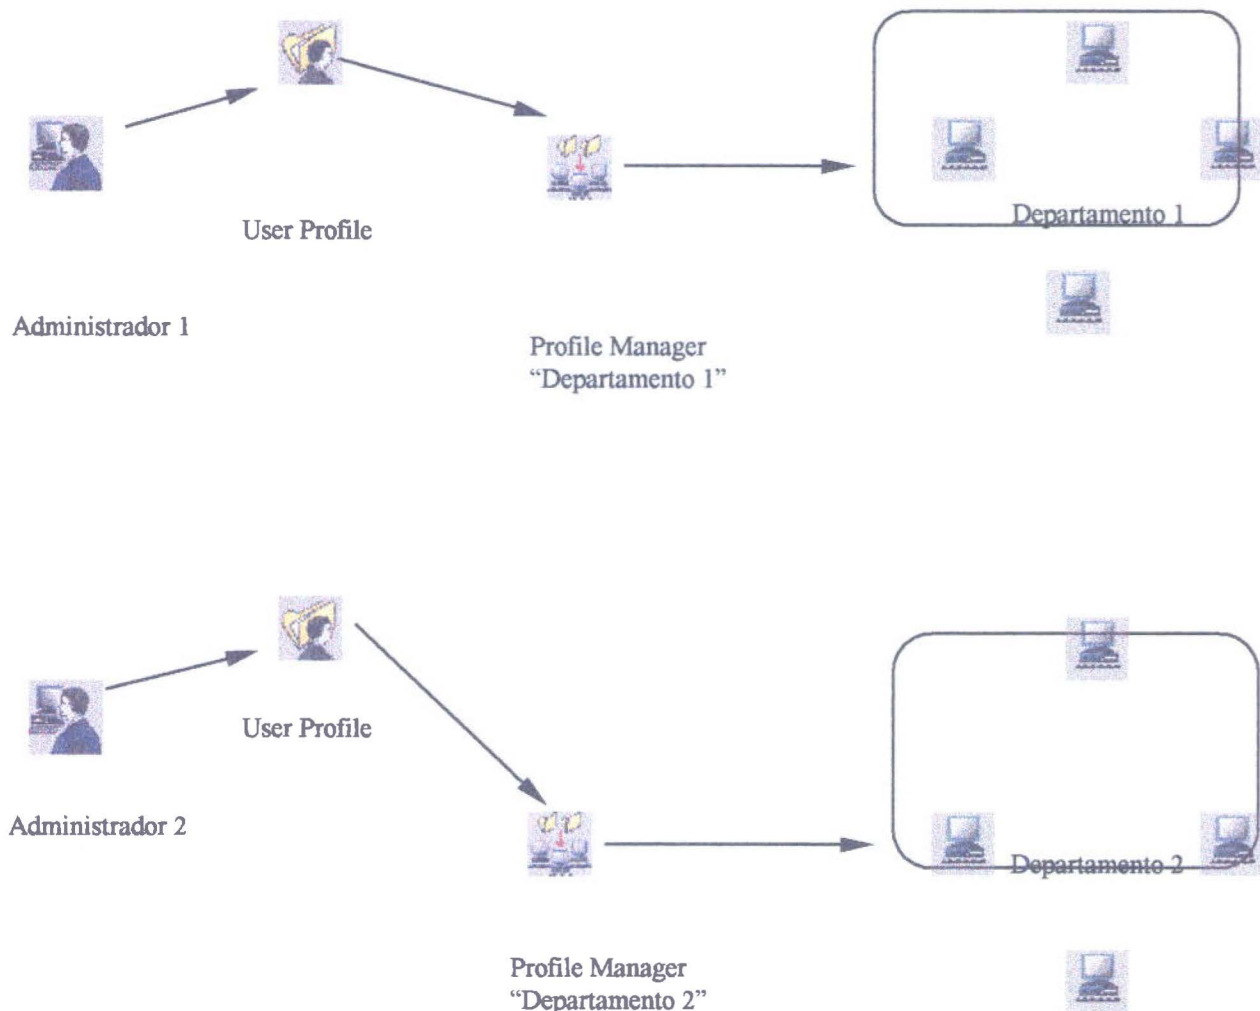 User Profile
Departamento 1
Administrador 1
Profile Manager
“Departamento 1”
User Profile
Administrador 2
Departamento 2
Profile Manager
“Departamento 2”